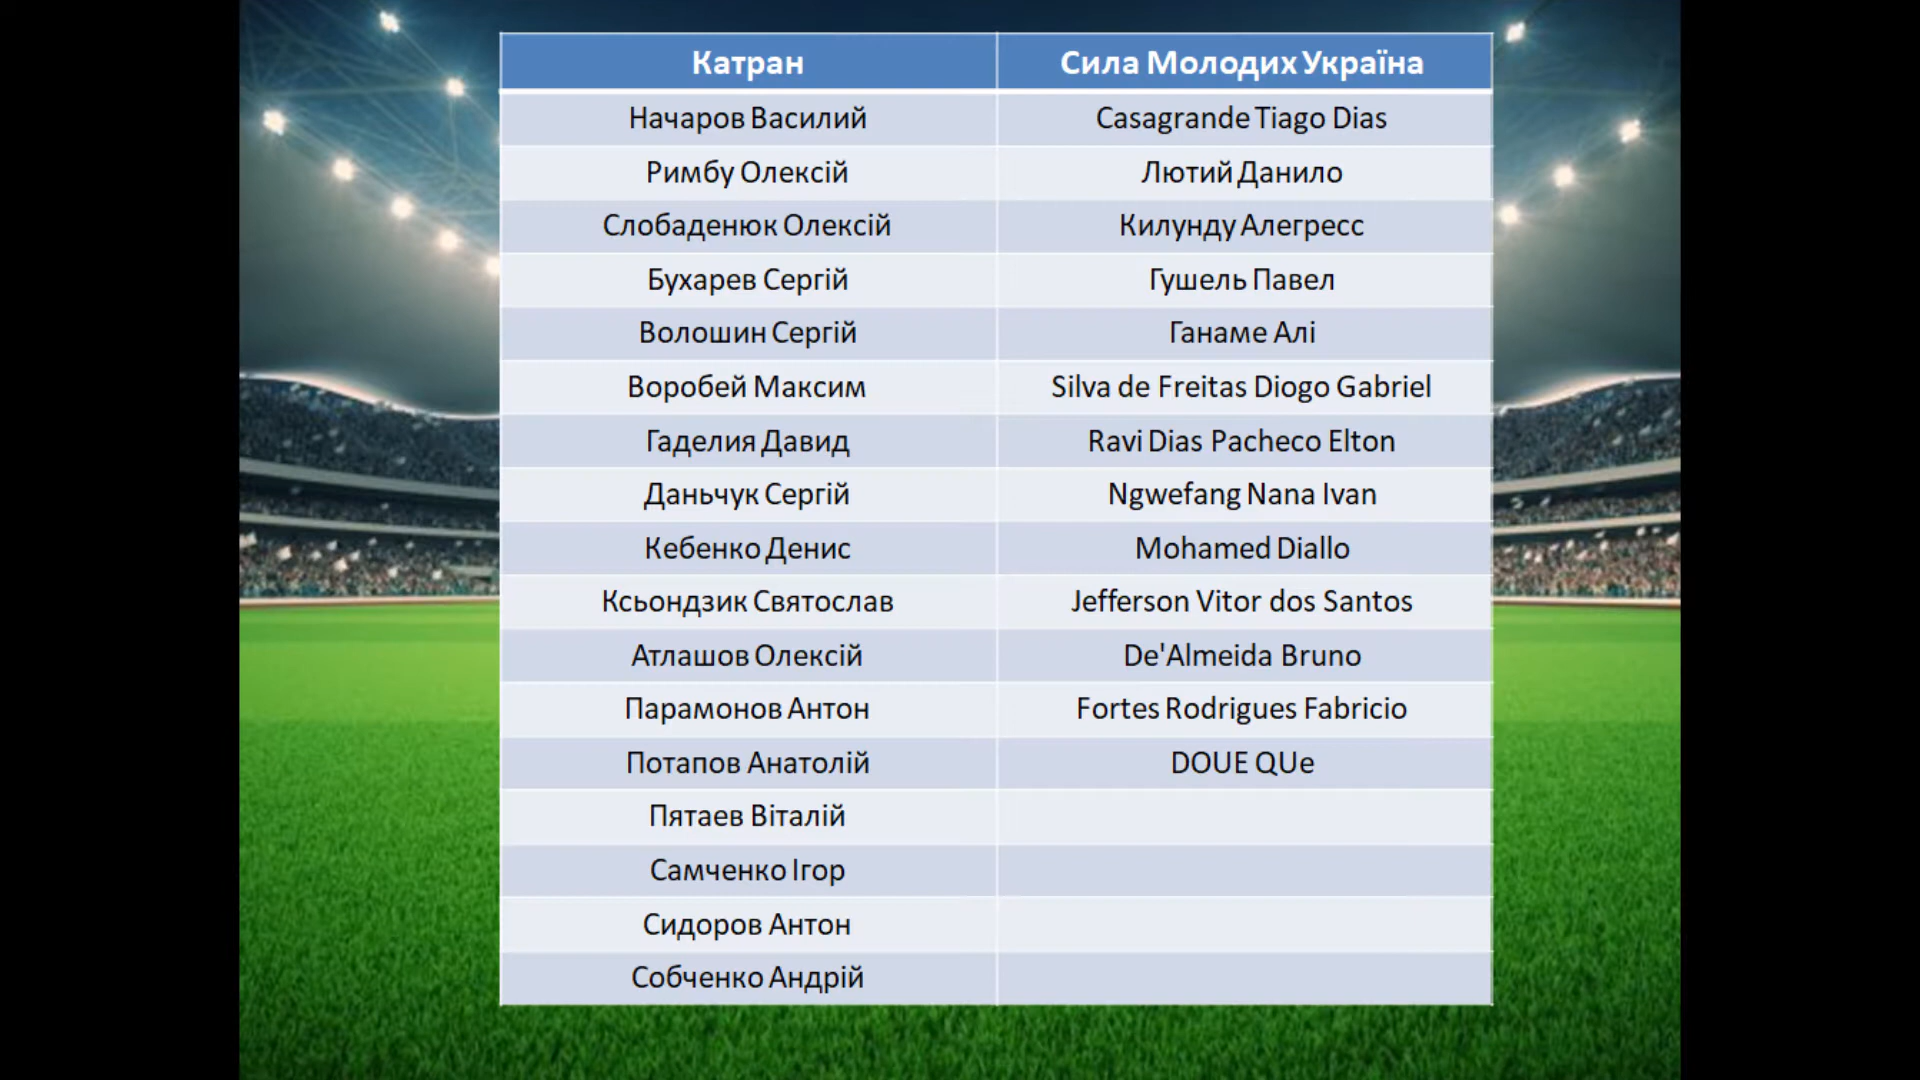 Катран Сила Молодих Україна
Начаров Василий Casagrande Tiago Dias
Римбу Олексій Лютий Данило
Слобаденюк Олексій Килунду Алегресс
Бухарев Сергій Гушель Павел
Волошин Сергій Ганаме Алі
Воробей Максим Silva de Freitas Diogo Gabriel
Гаделия Давид Ravi Dias Pacheco Elton
Даньчук Сергій Ngwefang Nana Ivan
Кебенко Денис Mohamed Diallo
Ксьондзик Святослав Jefferson Vitor dos Santos
Атлашов Олексій De'Almeida Bruno
Парамонов Антон Fortes Rodrigues Fabricio
Потапов Анатолій DOUE QUe
Пятаев Віталій
Самченко Ігор
Сидоров Антон
Собченко Андрій